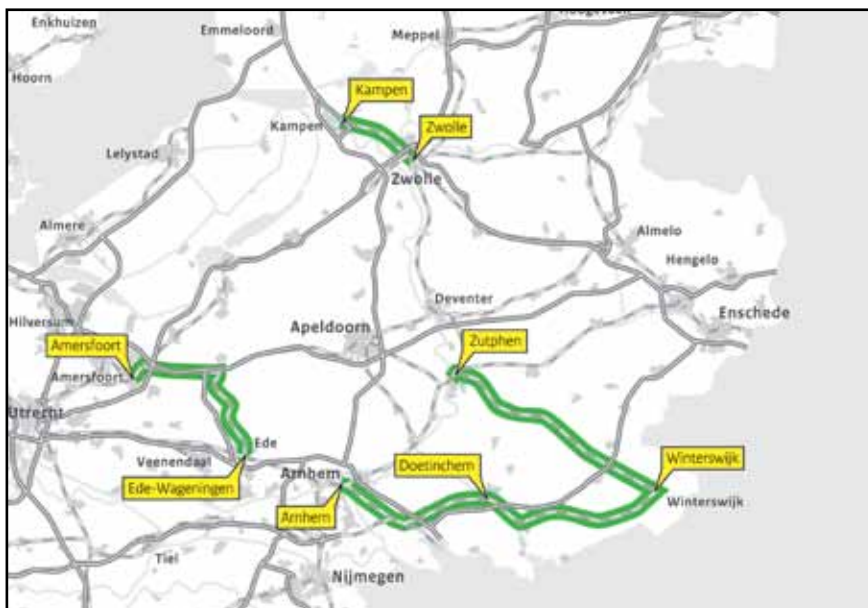 Enkhuizen
Emmeloord
Meppel
Hoogeveen
Hoorn
Kampen
Kampen
Zwolle
Lelystad
Zwolle
Almere
Almelo
Hengelo
Deventer
Hilversum
Apeldoorn
Enschede
Amersfoort
Zutphen
Amersfoort
Utrecht
Ede
Veenendaal
Arnhem
Doetinchem
Winterswijk
Ede-Wageningen
Winterswijk
Arnhem
Tiel
Nijmegen